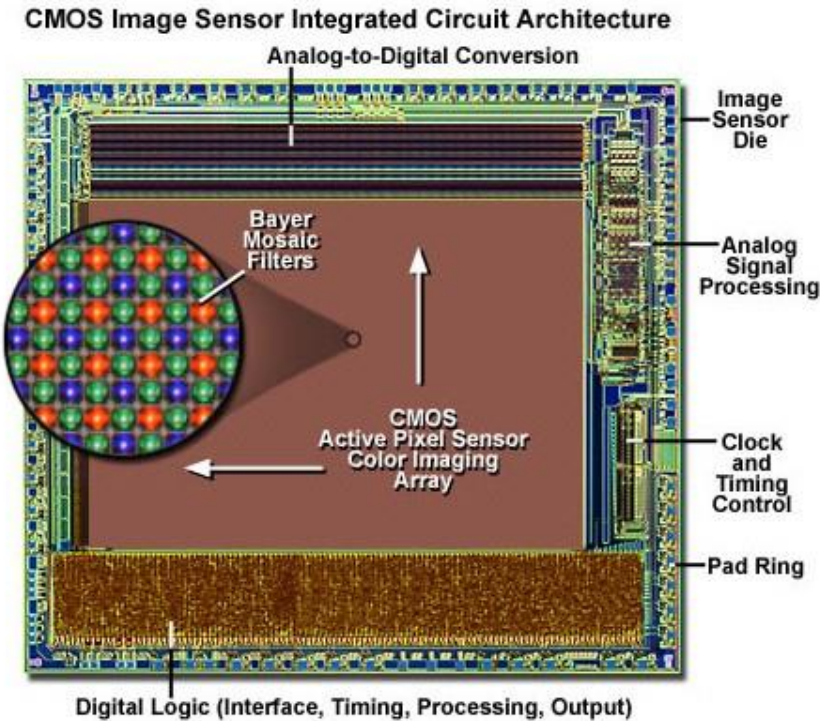 CMOS Image Sensor Integrated Circuit Architecture
Analog-to-Digital Conversion
Image
Sensor
Die
Bayer
Mosaic
Filters
Analog
Signal
Processing
CMOS
Active Pixel Sensor
Color Imaging
Array
Clock
and
Timing
Control
Pad Ring
Digital Logic (Interface, Timing, Processing, Output)